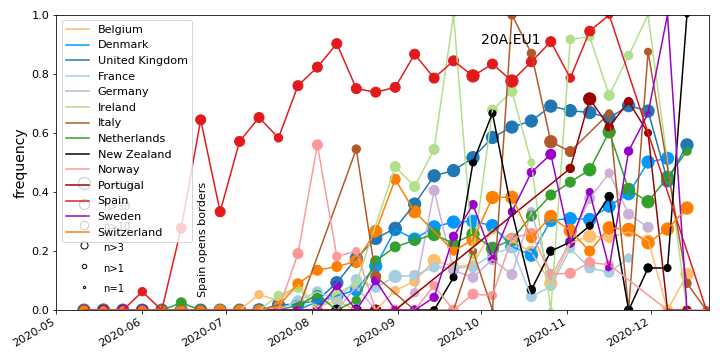 20A.EU1
1.0
0.8
0.6
0.4
0.2
0.0
frequency
Belgium
Denmark
United Kingdom
France
Germany
Ireland
Italy
Netherlands
New Zealand
Norway
Portugal
Spain
Sweden
Switzerland
n>3
n>1
n=1
Spain opens borders
2020-05
2020-06
2020-07
2020-08
2020-09
2020-10
2020-11
2020-12